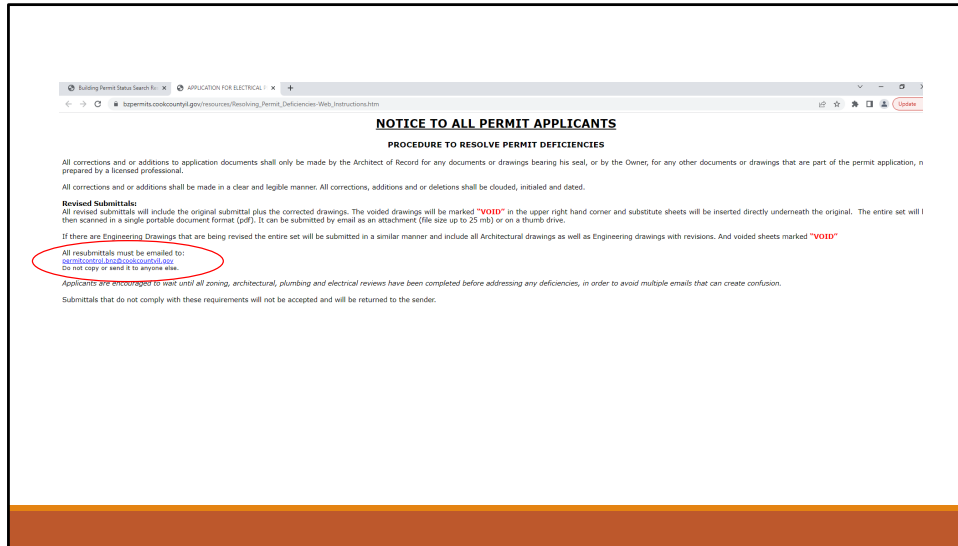 Building Permit Status Search Re
APPLICATION FOR ELECTRICAL P
bzpermits.cookcountyil.gov/resources/Resolving_Permit_Deficiencies-Web_Instructions.htm
Update
NOTICE TO ALL PERMIT APPLICANTS
PROCEDURE TO RESOLVE PERMIT DEFICIENCIES
All corrections and or additions to application documents shall only be made by the Architect of Record for any documents or drawings bearing his seal, or by the Owner, for any other documents or drawings that are part of the permit application, n
prepared by a licensed professional.
All corrections and or additions shall be made in a clear and legible manner. All corrections, additions and or deletions shall be clouded, initialed and dated.
Revised Submittals:
All revised submittals will include the original submittal plus the corrected drawings. The voided drawings will be marked "VOID" in the upper right hand corner and substitute sheets will be inserted directly underneath the original. The entire set will
then scanned in a single portable document format (pdf). It can be submitted by email as an attachment (file size up to 25 mb) or on a thumb drive.
If there are Engineering Drawings that are being revised the entire set will be submitted in a similar manner and include all Architectural drawings as well as Engineering drawings with revisions. And voided sheets marked "VOID"
All resubmittals must be emailed to:
permitcontrol.bnz@cookcountyil.gov
Do not copy or send it to anyone else.
Applicants are encouraged to wait until all zoning, architectural, plumbing and electrical reviews have been completed before addressing any deficiencies, in order to avoid multiple emails that can create confusion.
Submittals that do not comply with these requirements will not be accepted and will be returned to the sender.